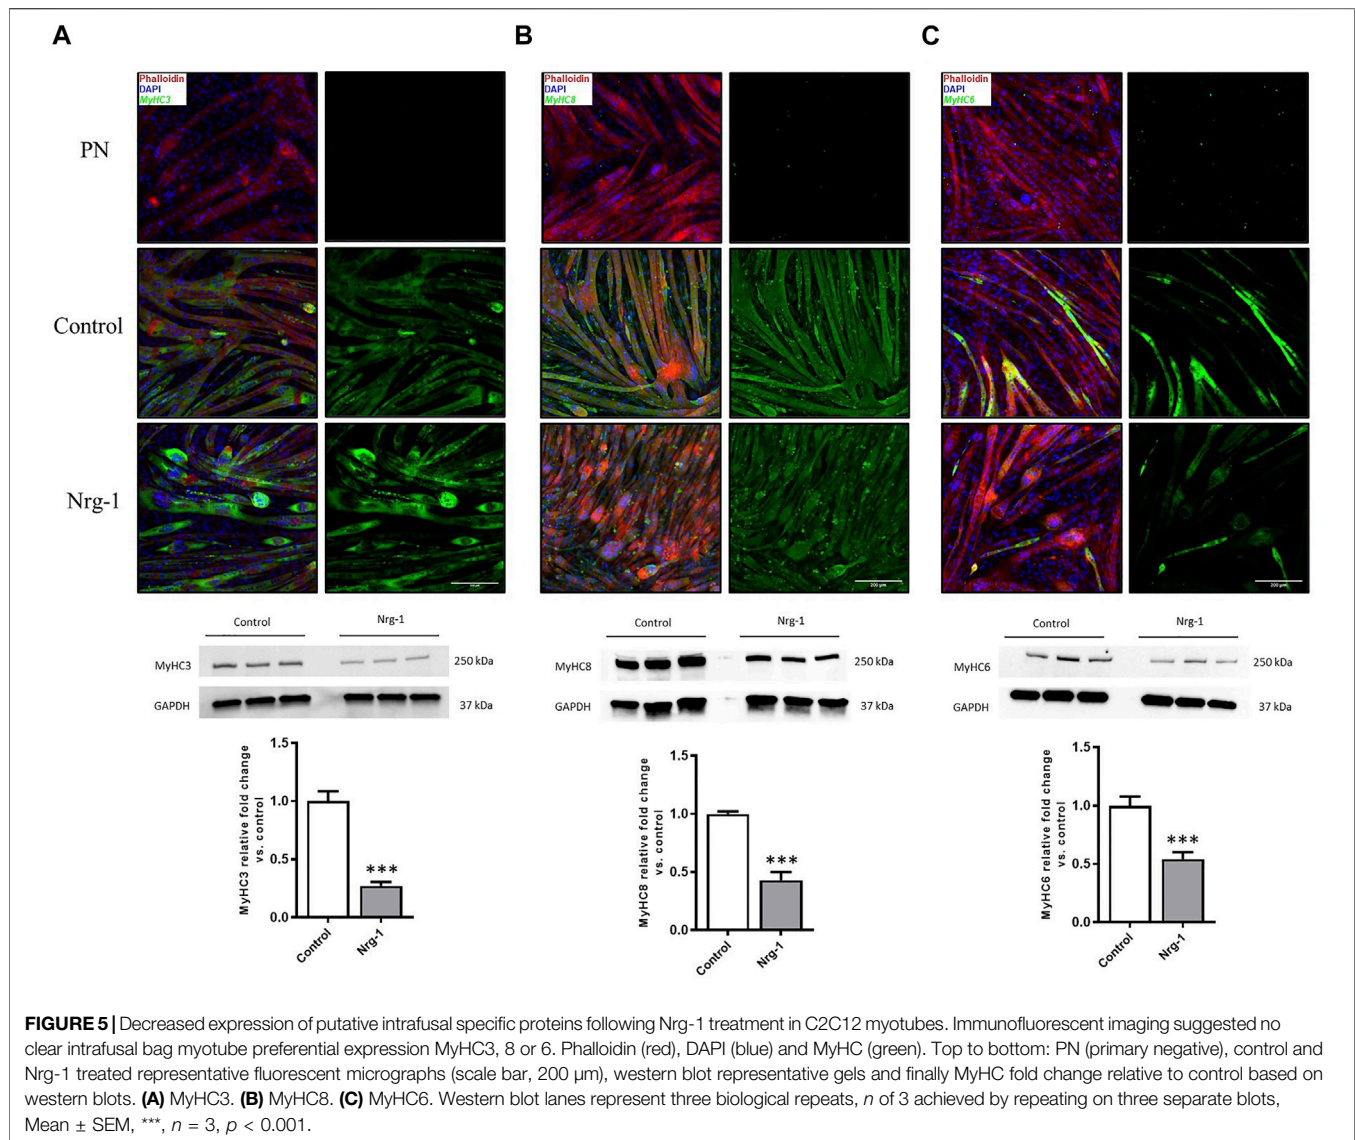 A
B
C
Phalloidin
DAPI
MyHC3
Phalloidin
DAPI
MyHC8
Phalloidin
DAPI
MyHC6
PN
Control
Nrg-1
200 µm
200 µm
Control
Nrg-1
MyHC3
250 kDa
GAPDH
37 kDa
Control
Nrg-1
MyHC8
250 kDa
GAPDH
37 kDa
Control
Nrg-1
MyHC6
250 kDa
GAPDH
37 kDa
MyHC3 relative fold change
vs. control
1.5
1.0
0.5
0.0
***
Control
Nrg-1
MyHC8 relative fold change
vs. control
1.5
1.0
0.5
0.0
***
Control
Nrg-1
MyHC6 relative fold change
vs. control
1.5
1.0
0.5
0.0
***
Control
Nrg-1
FIGURE 5 | Decreased expression of putative intrafusal specific proteins following Nrg-1 treatment in C2C12 myotubes. Immunofluorescent imaging suggested no
clear intrafusal bag myotube preferential expression MyHC3, 8 or 6. Phalloidin (red), DAPI (blue) and MyHC (green). Top to bottom: PN (primary negative), control and
Nrg-1 treated representative fluorescent micrographs (scale bar, 200 µm), western blot representative gels and finally MyHC fold change relative to control based on
western blots. (A) MyHC3. (B) MyHC8. (C) MyHC6. Western blot lanes represent three biological repeats, n of 3 achieved by repeating on three separate blots,
Mean ± SEM, ***, n = 3, p < 0.001.